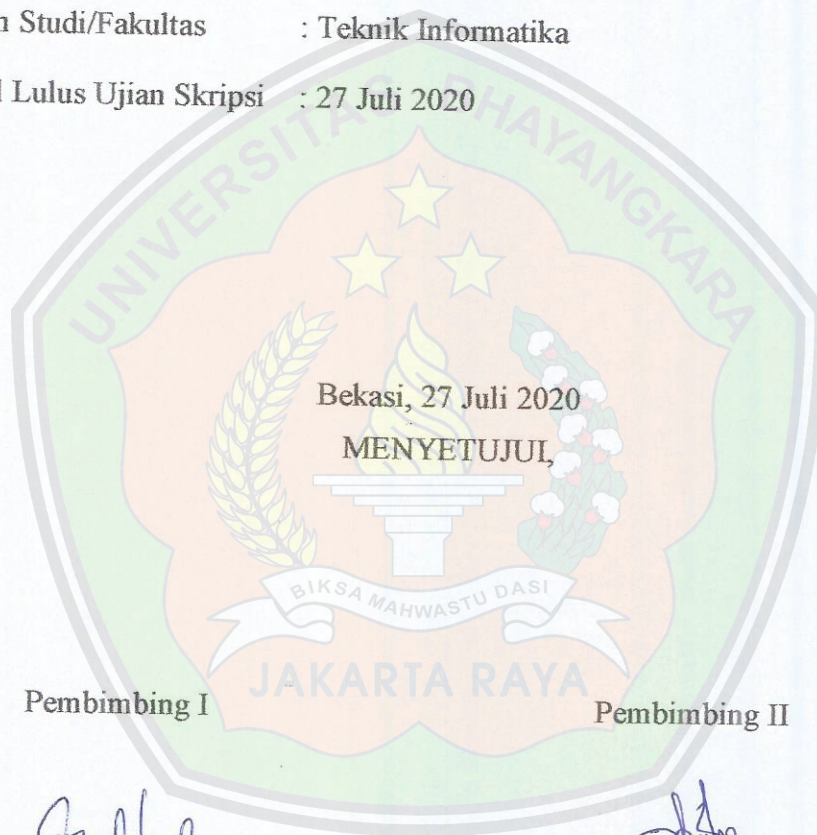 Studi/Fakultas : Teknik Informatika
Lulus Ujian Skripsi : 27 Juli 2020
UNIVERSITAS BHAYANGKARA
Bekasi, 27 Juli 2020
MENYETUJUI,
BIKSA MAHWASTU DASI
JAKARTA RAYA
Pembimbing I Pembimbing II